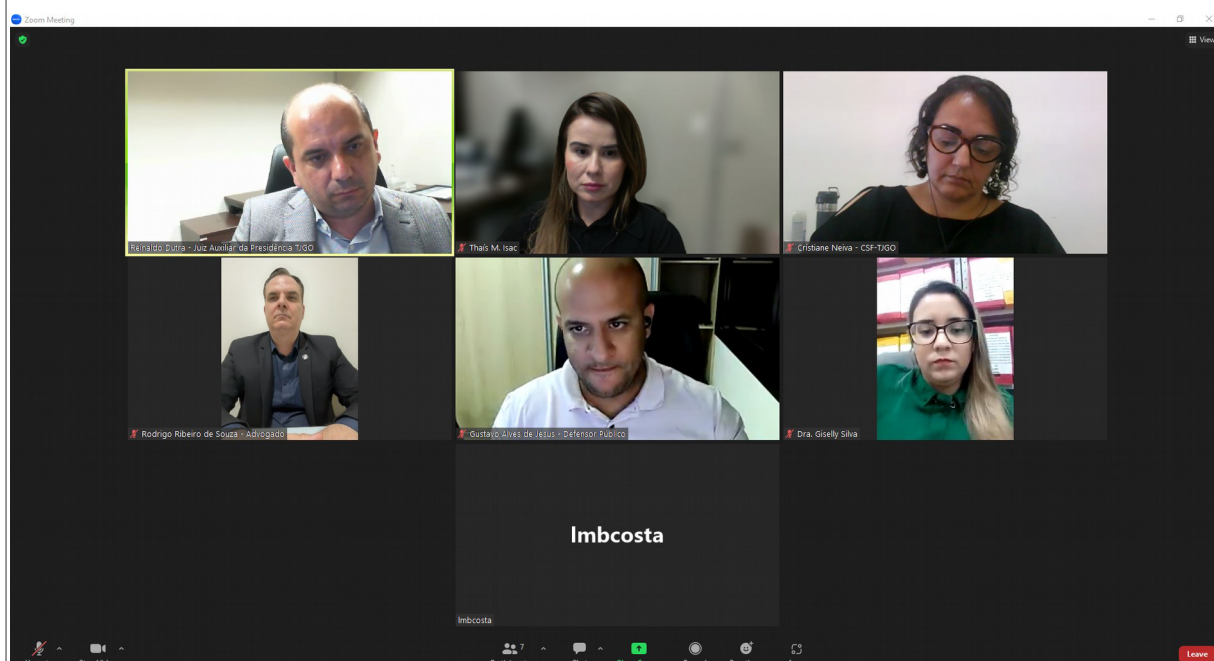 Zoom Meeting
View
Reinaldo Dutra - Juiz Auxiliar da Presidência TJGO
Thaís M. Isac
Cristiane Neiva - CSF-TJGO
Rodrigo Ribeiro de Souza - Advogado
Gustavo Alves de Jesus - Defensor Público
Dra. Giselly Silva
lmbcosta
lmbcosta
7
Leave